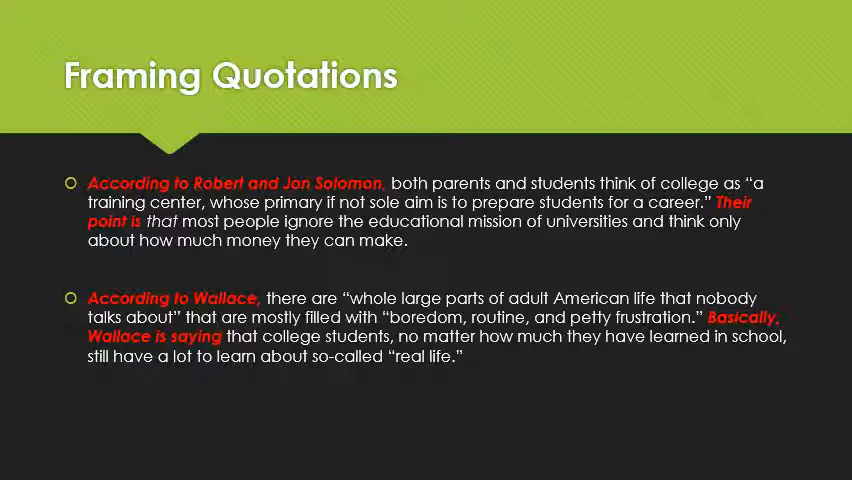 Framing Quotations
According to Robert and Jon Solomon, both parents and students think of college as “a
training center, whose primary if not sole aim is to prepare students for a career.” Their
point is that most people ignore the educational mission of universities and think only
about how much money they can make.
According to Wallace, there are “whole large parts of adult American life that nobody
talks about” that are mostly filled with “boredom, routine, and petty frustration.” Basically,
Wallace is saying that college students, no matter how much they have learned in school,
still have a lot to learn about so-called “real life.”